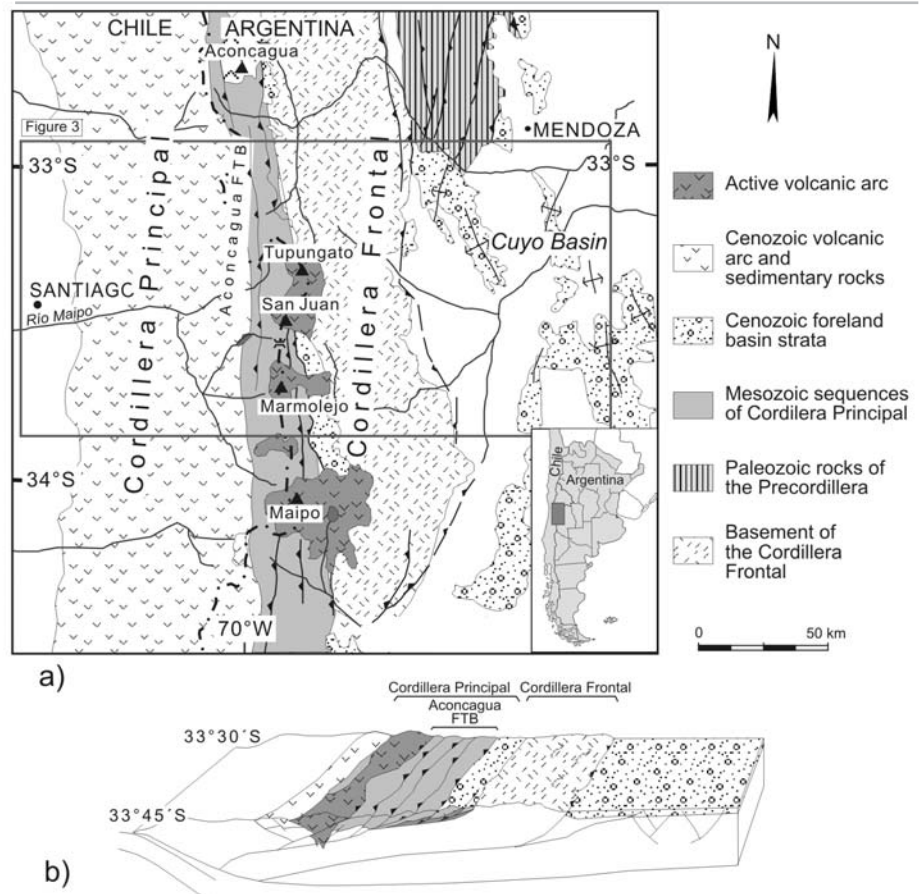 CHILE ARGENTINA
Aconcagua
N
MENDOZA
Figure 3
33°S
33°S
Cordillera Principal
Aconcagua FTB
Cordillera Frontal
Cuyo Basin
Tupungato
SANTIAGC
San Juan
Río Maipo
Marmolejo
34°S
Maipo
70°W
Chile
Argentina
Active volcanic arc
Cenozoic volcanic
arc and
sedimentary rocks
Cenozoic foreland
basin strata
Mesozoic sequences
of Cordilera Principal
Paleozoic rocks of
the Precordillera
Basement of
the Cordillera
Frontal
0 50 km
a)
Cordillera Principal Cordillera Frontal
Aconcagua
FTB
33°30´S
33°45´S
b)